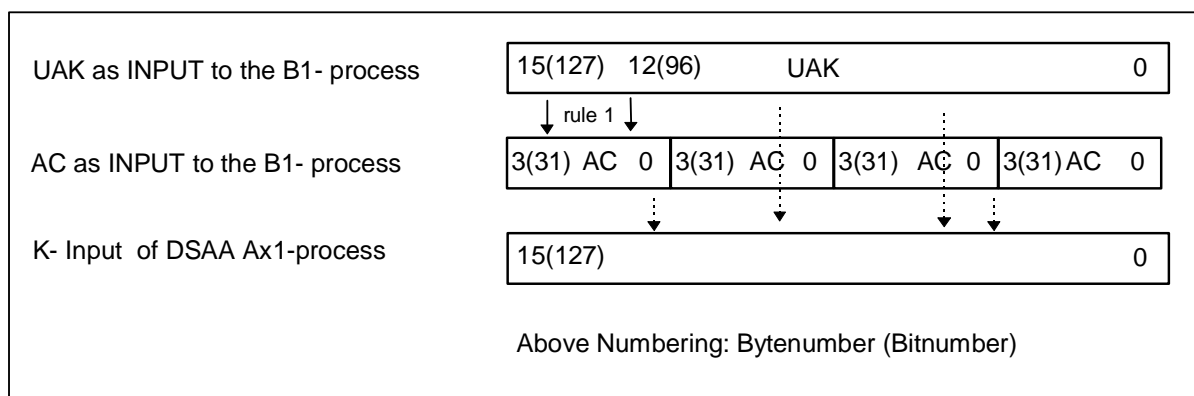 UAK as INPUT to the B1- process 15(127) 12(96) UAK 0
rule 1
AC as INPUT to the B1- process 3(31) AC 0 3(31) AC 0 3(31) AC 0 3(31) AC 0
K- Input of DSAA Ax1-process 15(127) 0
Above Numbering: Bytenumber (Bitnumber)